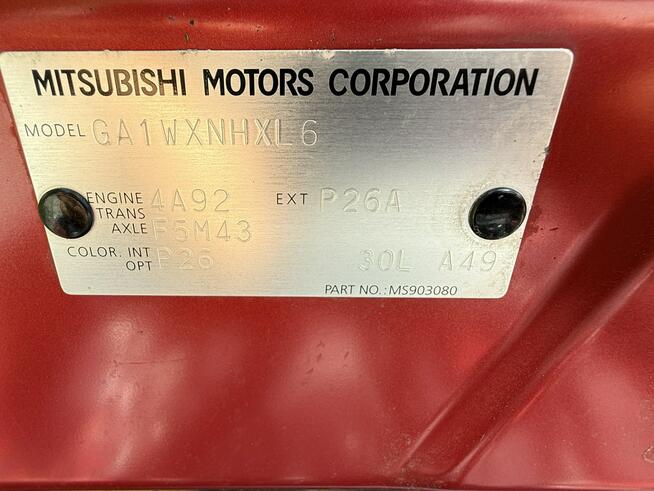 MITSUBISHI MOTORS CORPORATION
MODEL GA1WXNHXL6
ENGINE 4A92 EXT P26A
TRANS
AXLE F5M43
COLOR. INT P26 30L A49
OPT
PART NO.:MS903080